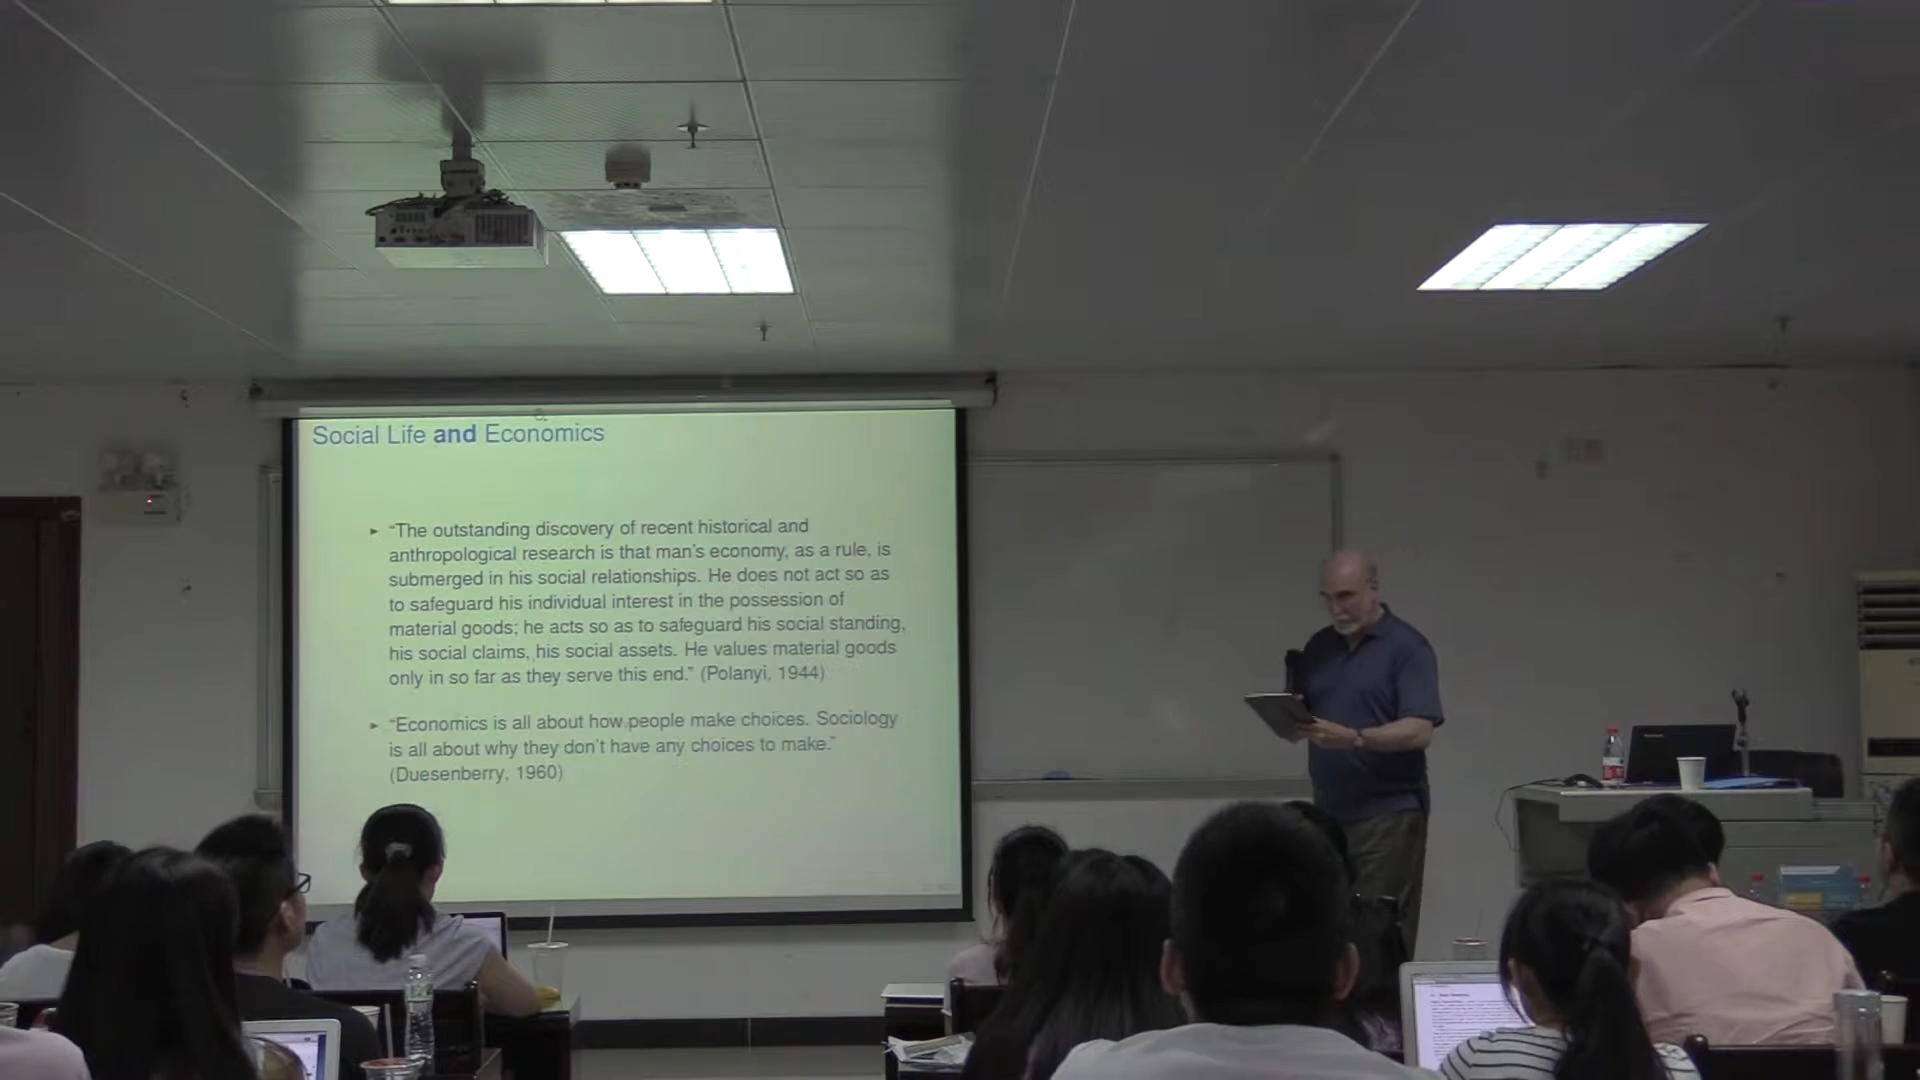 Social Life and Economics
“The outstanding discovery of recent historical and
anthropological research is that man's economy, as a rule, is
submerged in his social relationships. He does not act so as
to safeguard his individual interest in the possession of
material goods; he acts so as to safeguard his social standing,
his social claims, his social assets. He values material goods
only in so far as they serve this end.” (Polanyi, 1944)
“Economics is all about how people make choices. Sociology
is all about why they don't have any choices to make.”
(Duesenberry, 1960)